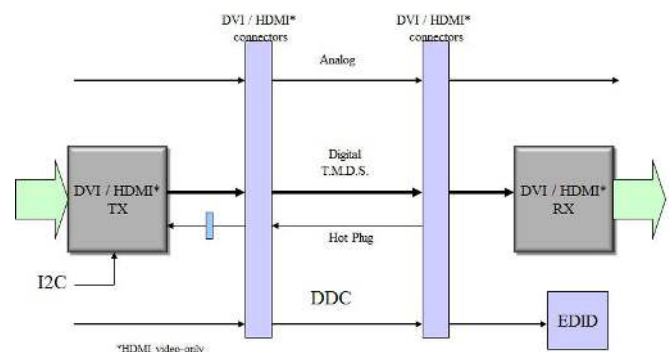 DVI / HDMI*
connectors
DVI / HDMI*
connectors
Analog
DVI / HDMI*
TX
Digital
T.M.D.S.
DVI / HDMI*
RX
Hot Plug
I2C
DDC
EDID
*HDMI video-only